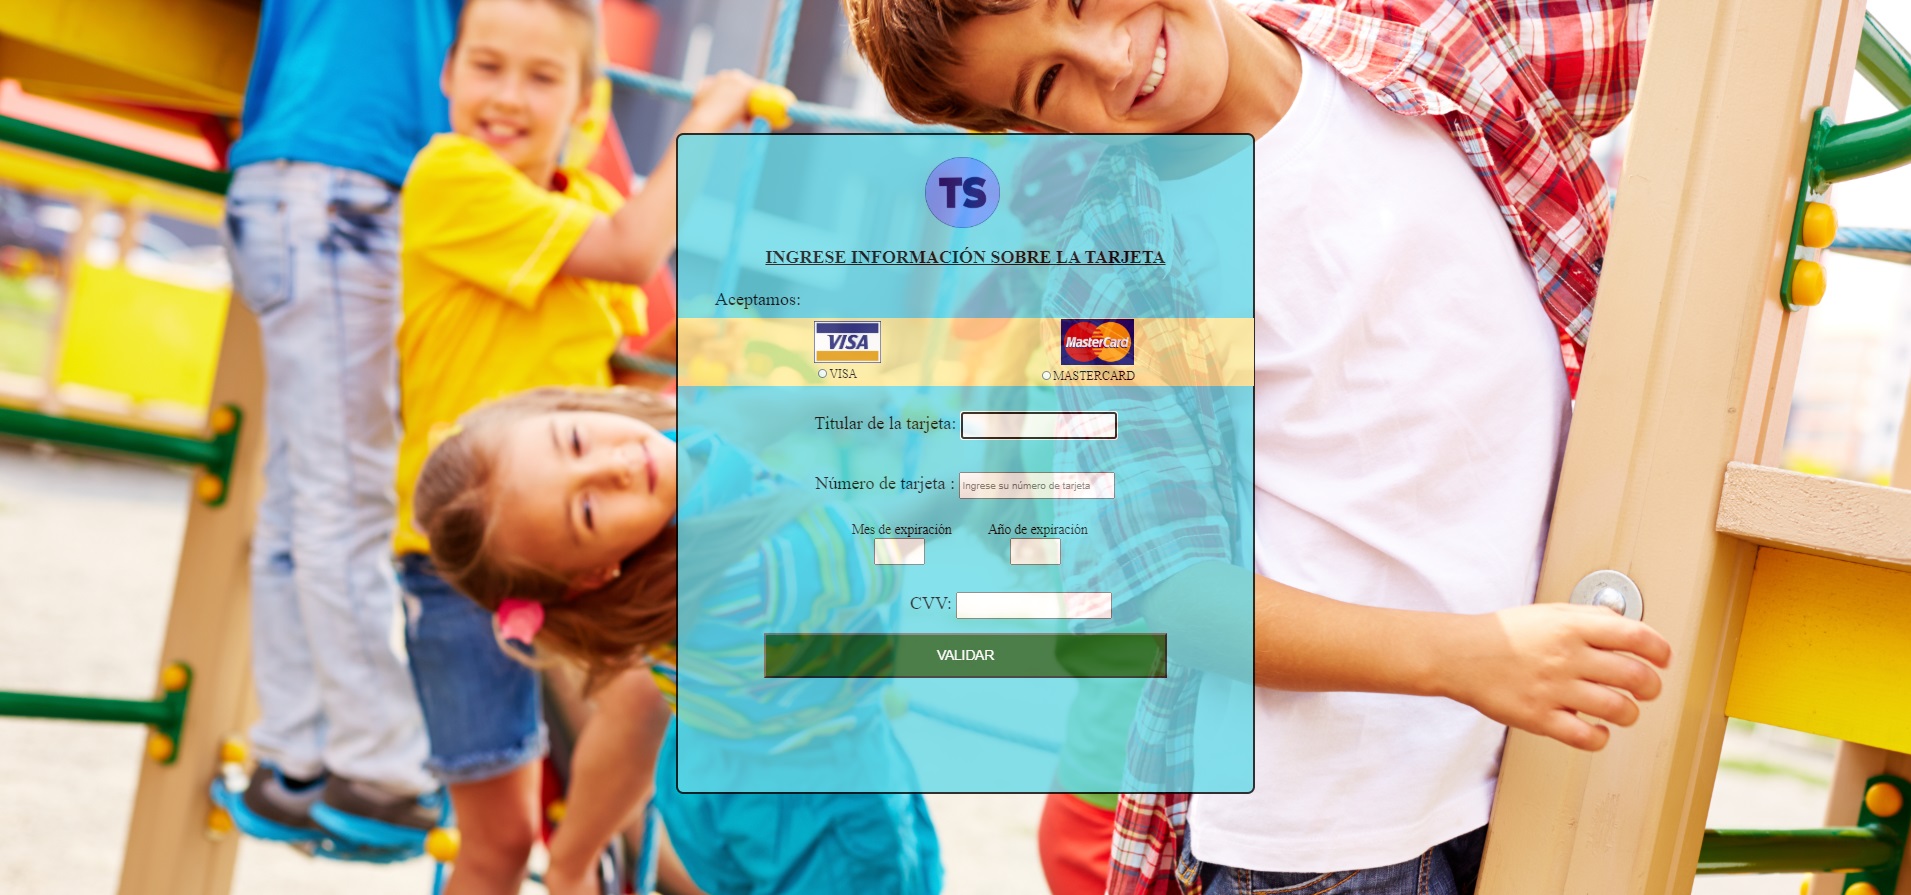 TS
INGRESE INFORMACIÓN SOBRE LA TARJETA
Aceptamos:
VISA
MasterCard
VISA
MASTERCARD
Titular de la tarjeta:
Número de tarjeta : Ingrese su número de tarjeta
Mes de expiración Año de expiración
CVV:
VALIDAR